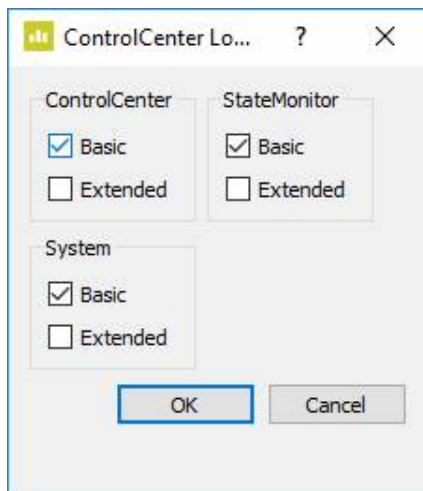 ControlCenter Lo... ?
ControlCenter
Basic
Extended
StateMonitor
Basic
Extended
System
Basic
Extended
OK
Cancel